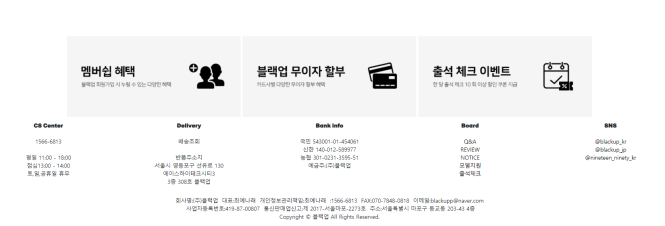 멤버쉽 혜택
블랙업 회원가입 시 누릴 수 있는 다양한 혜택
블랙업 무이자 할부
카드사별 다양한 무이자 할부 혜택
출석 체크 이벤트
한 달 출석 체크 10회 이상 할인 쿠폰 지급
CS Center
1566-6813
평일 11:00 - 18:00
점심13:00 - 14:00
토,일,공휴일 휴무
Delivery
배송조회
반품주소지
서울시 영등포구 선유로 130
에이스하이테크시티3
3층 308호 블랙업
Bank Info
국민 543001-01-454061
신한 140-012-589977
농협 301-0231-3595-51
예금주:(주)블랙업
Board
Q&A
REVIEW
NOTICE
모델지원
출석체크
SNS
@blackup_kr
@blackup_jp
@nineteen_ninety_kr
회사명:(주)블랙업 대표:최예나래 개인정보관리책임:최예나래 :1566-6813 FAX:070-7848-0818 이메일:blackupp@naver.com
사업자등록번호:419-87-00807 통신판매업신고:제 2017-서울마포-2273호 주소:서울특별시 마포구 동교동 203-43 4층
Copyright © 블랙업 All Rights Reserved.